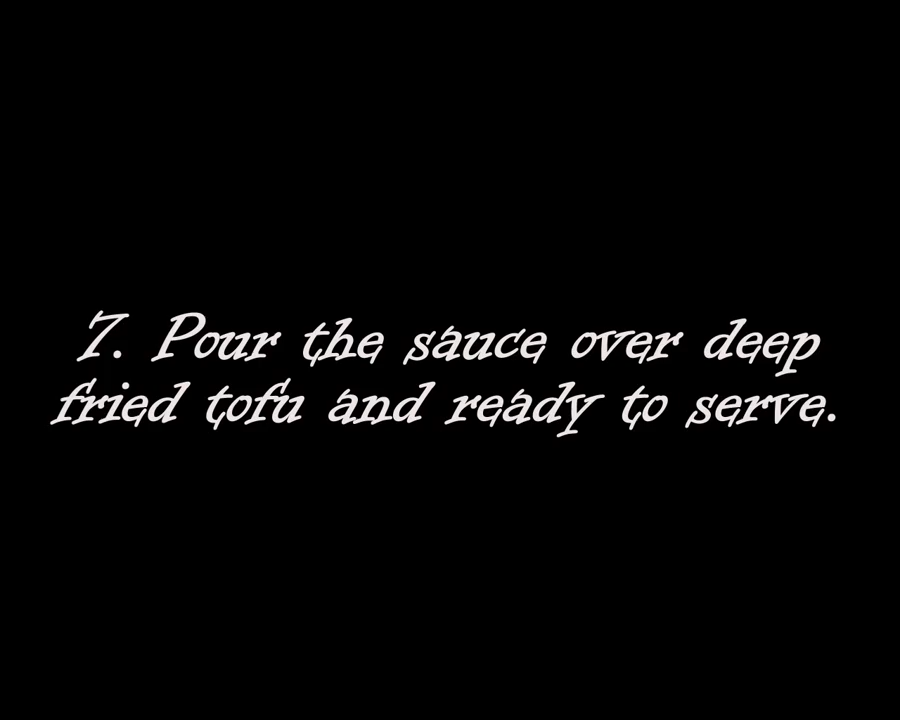 7. Pour the sauce over deep
fried tofu and ready to serve.